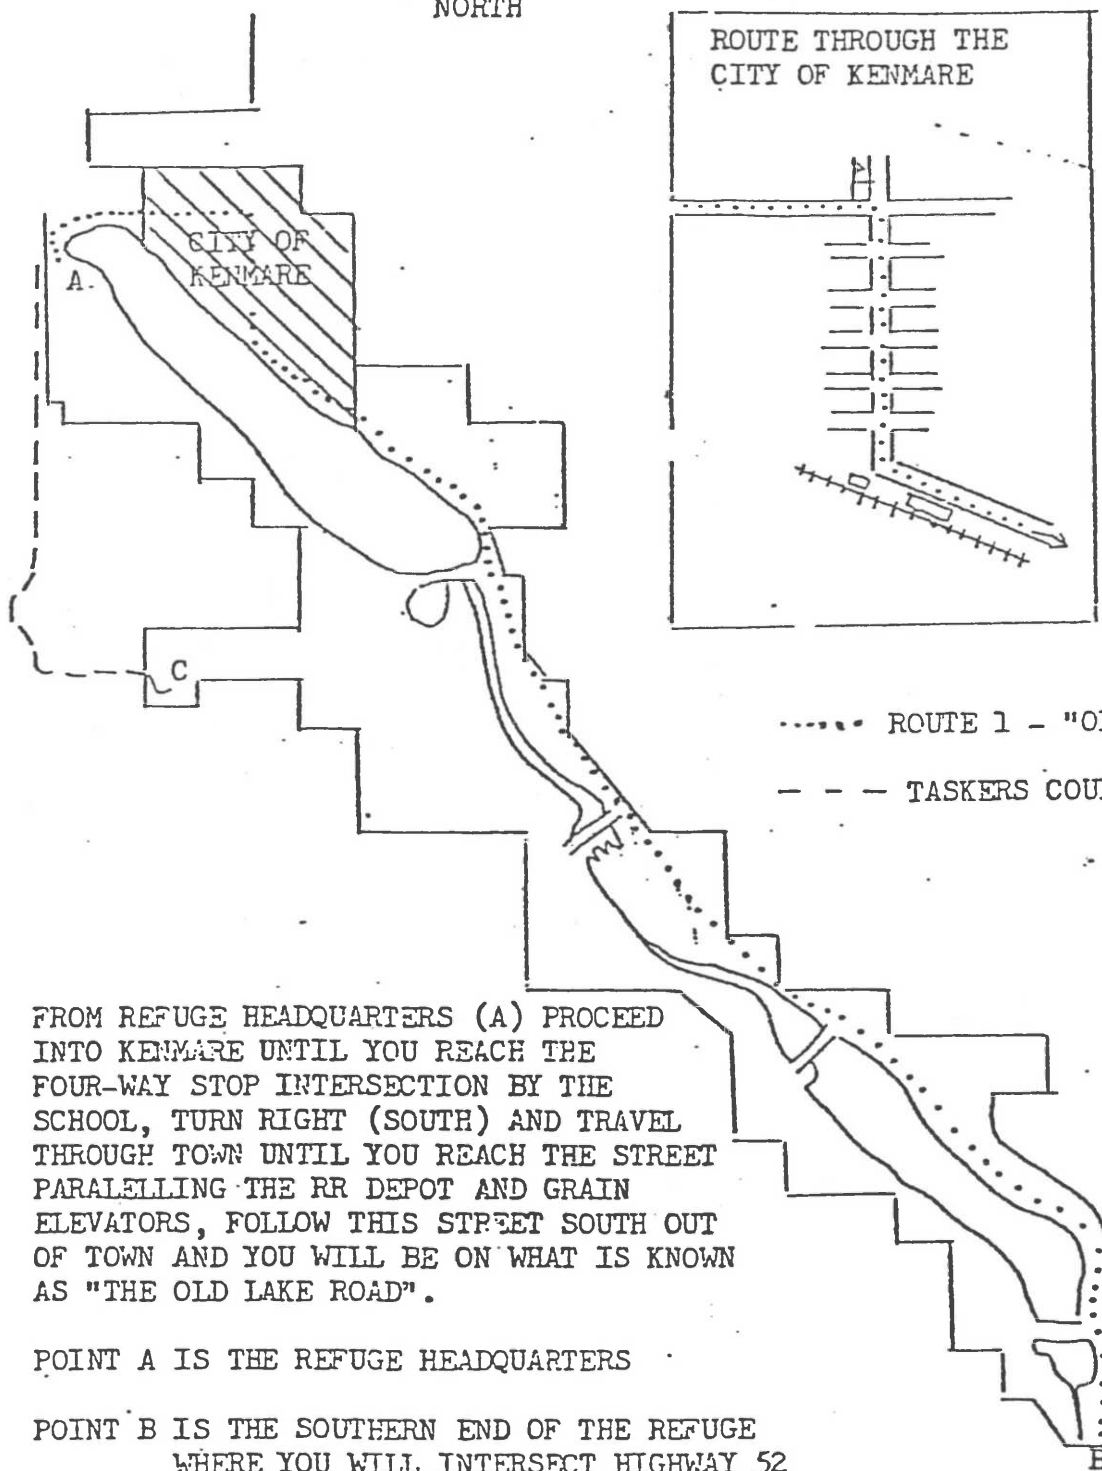 NORTH
ROUTE THROUGH THE
CITY OF KENMARE
CITY OF
KENMARE
A.
C
ROUTE 1 - "O
TASKERS COU
FROM REFUGE HEADQUARTERS (A) PROCEED
INTO KENMARE UNTIL YOU REACH THE
FOUR-WAY STOP INTERSECTION BY THE
SCHOOL, TURN RIGHT (SOUTH) AND TRAVEL
THROUGH TOWN UNTIL YOU REACH THE STREET
PARALELLING THE RR DEPOT AND GRAIN
ELEVATORS, FOLLOW THIS STREET SOUTH OUT
OF TOWN AND YOU WILL BE ON WHAT IS KNOWN
AS "THE OLD LAKE ROAD".
POINT A IS THE REFUGE HEADQUARTERS
POINT B IS THE SOUTHERN END OF THE REFUGE
WHERE YOU WILL INTERSECT HIGHWAY 52
B